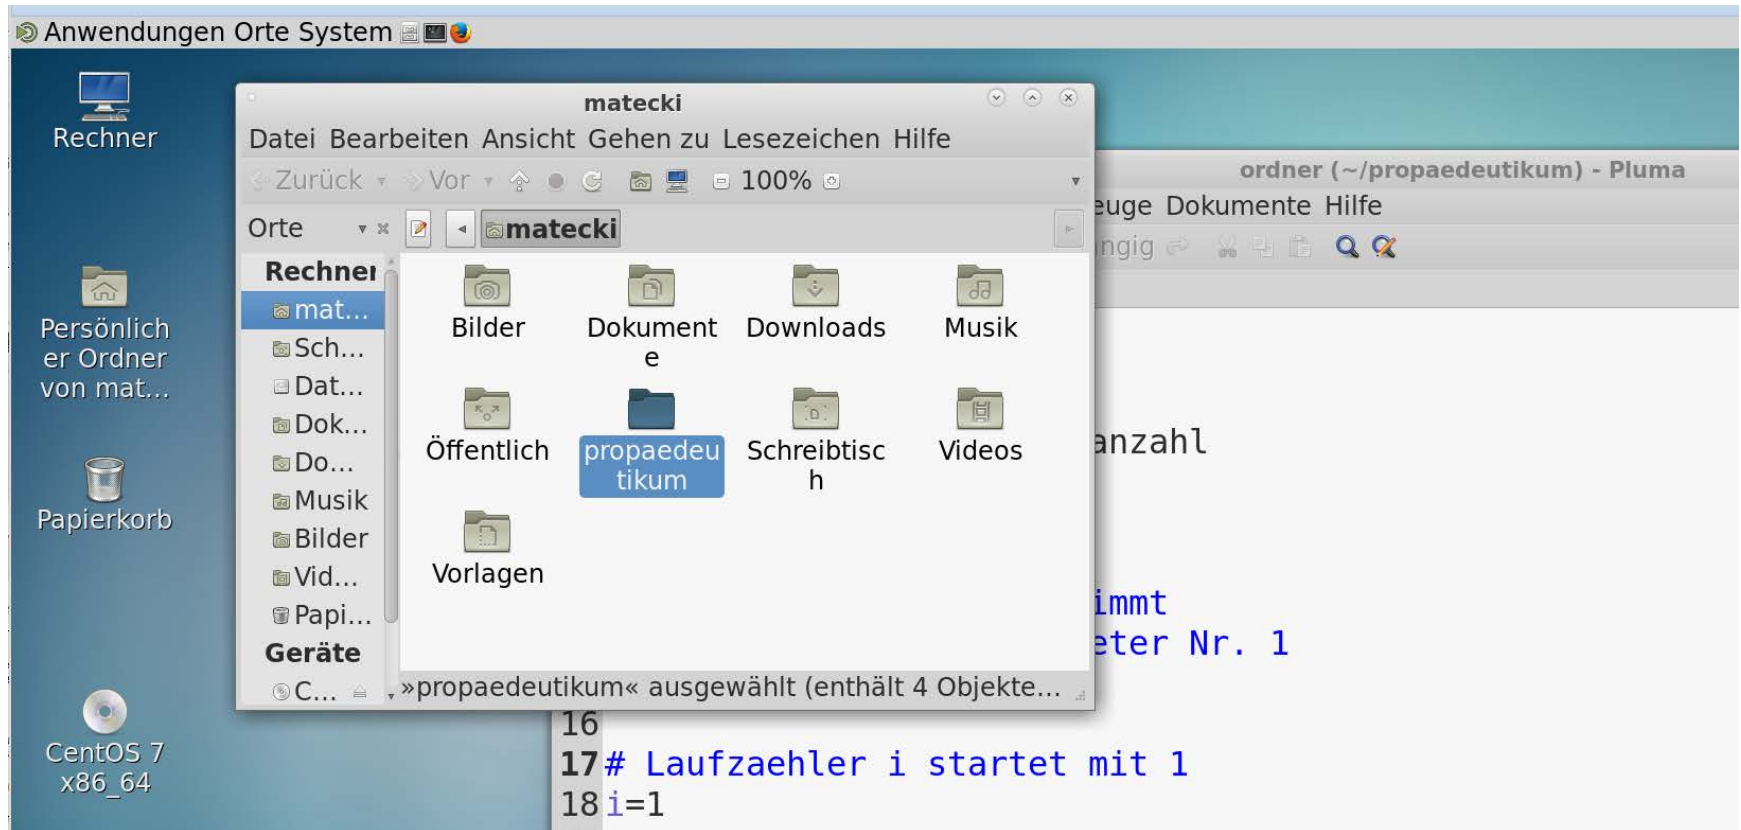 Anwendungen Orte System
Rechner
Persönlich
er Ordner
von mat...
Papierkorb
CentOS 7
x86_64
matecki
Datei Bearbeiten Ansicht Gehen zu Lesezeichen Hilfe
Zurück Vor 100%
Orte matecki
Rechner
mat...
Sch...
Dat...
Dok...
Do...
Musik
Bilder
Vid...
Papi...
Geräte
C...
Bilder
Dokument
e
Downloads
Musik
Öffentlich
propaedeu
tikum
Schreibtisc
h
Videos
Vorlagen
»propaedeutikum« ausgewählt (enthält 4 Objekte...
ordner (~/propaedeutikum) - Pluma
euge Dokumente Hilfe
ngig
anzahl
immt
eter Nr. 1
16
17 # Laufzaehler i startet mit 1
18 i=1